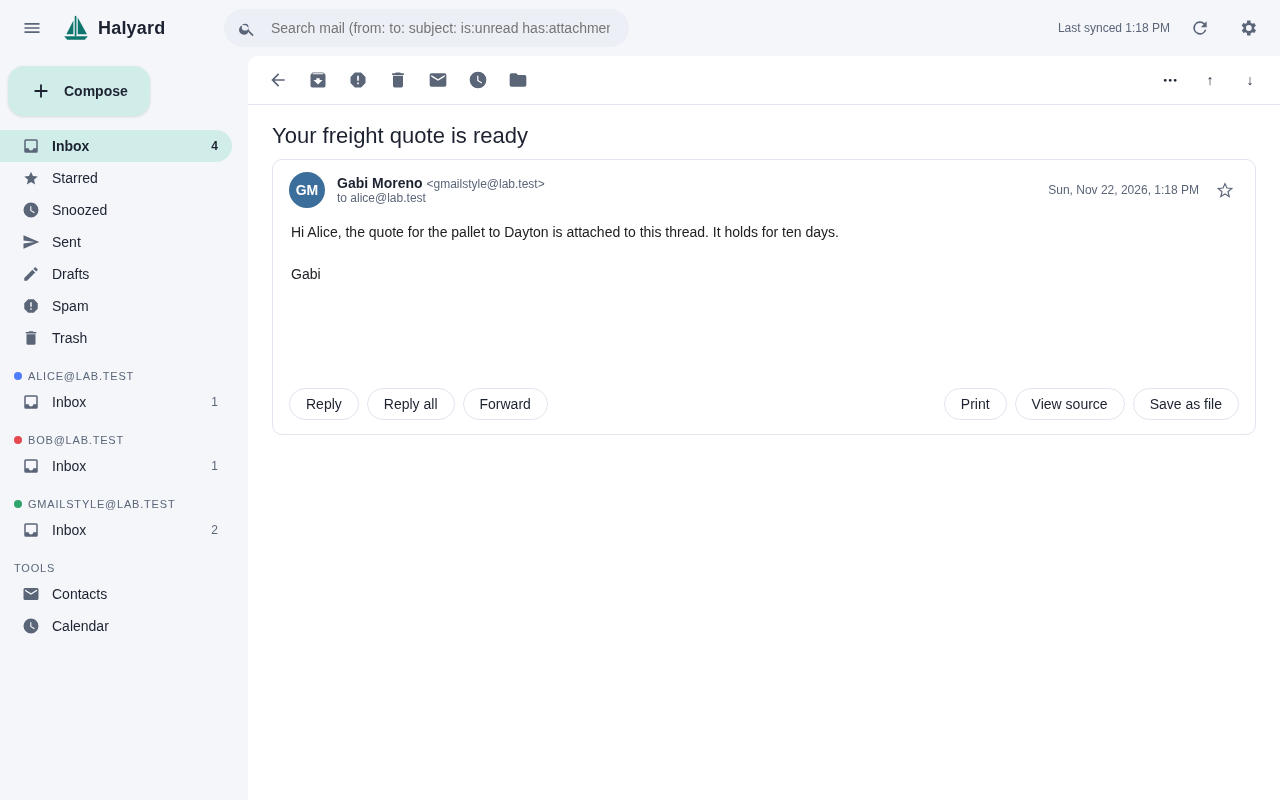 Halyard
Search mail (from: to: subject: is:unread has:attachmer
Last synced 1:18 PM
Compose
Inbox 4
Starred
Snoozed
Sent
Drafts
Spam
Trash
ALICE@LAB.TEST
Inbox 1
BOB@LAB.TEST
Inbox 1
GMAILSTYLE@LAB.TEST
Inbox 2
TOOLS
Contacts
Calendar
Your freight quote is ready
GM
Gabi Moreno <gmailstyle@lab.test>
to alice@lab.test
Sun, Nov 22, 2026, 1:18 PM
Hi Alice, the quote for the pallet to Dayton is attached to this thread. It holds for ten days.
Gabi
Reply Reply all Forward Print View source Save as file